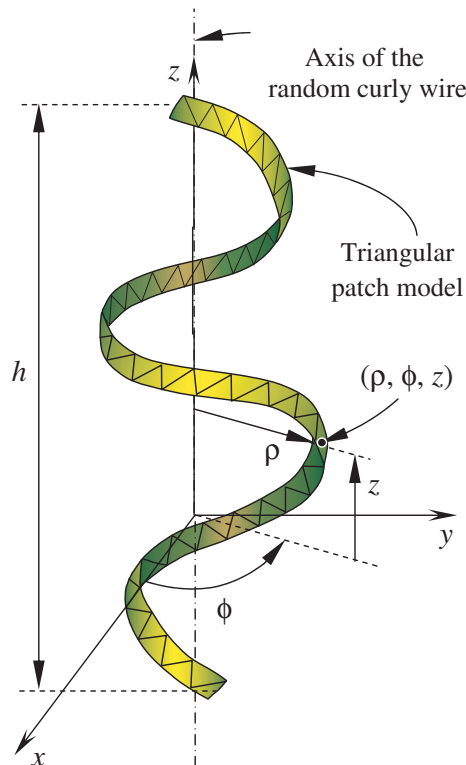 z
Axis of the
random curly wire
Triangular
patch model
h
(ρ, ϕ, z)
ρ
z
y
ϕ
x